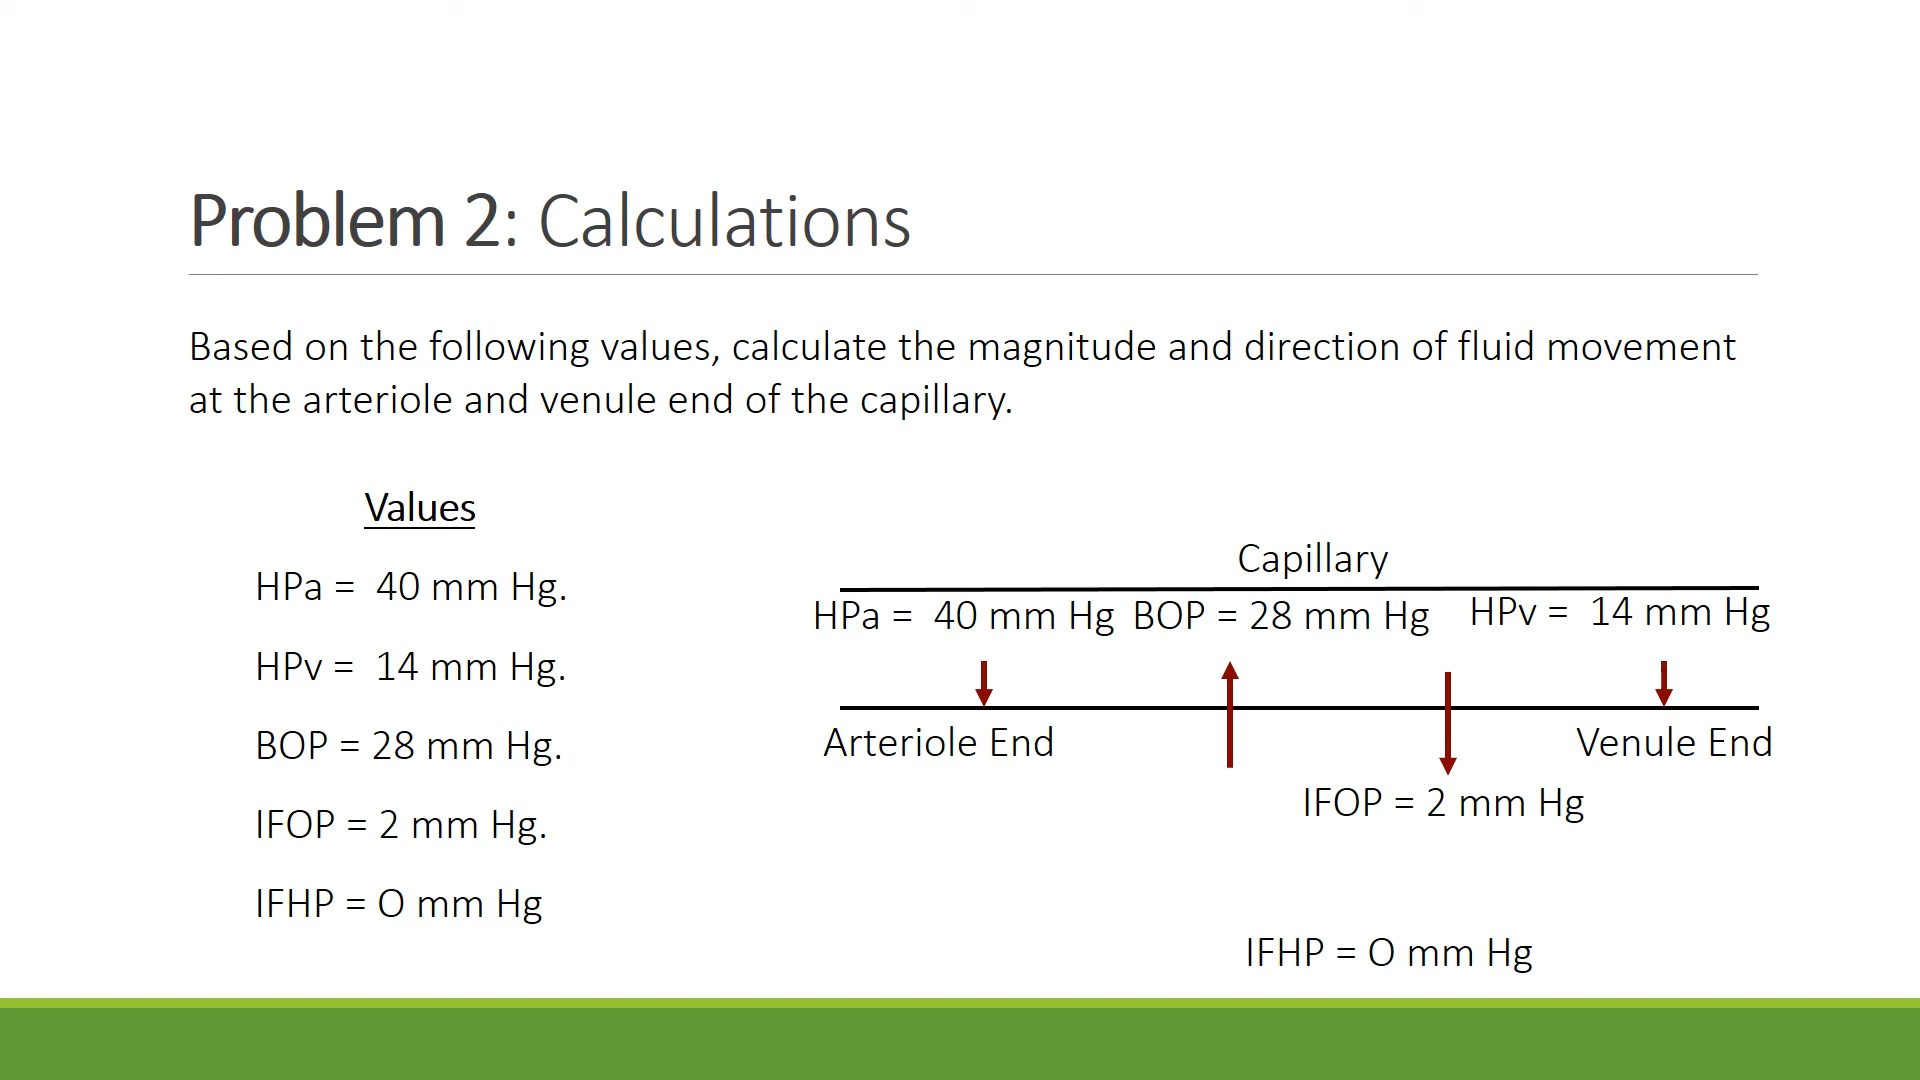 Problem 2: Calculations
Based on the following values, calculate the magnitude and direction of fluid movement
at the arteriole and venule end of the capillary.
Values
HPa = 40 mm Hg.
HPv = 14 mm Hg.
BOP = 28 mm Hg.
IFOP = 2 mm Hg.
IFHP = O mm Hg
Capillary
HPa = 40 mm Hg BOP = 28 mm Hg HPv = 14 mm Hg
Arteriole End Venule End
IFOP = 2 mm Hg
IFHP = O mm Hg